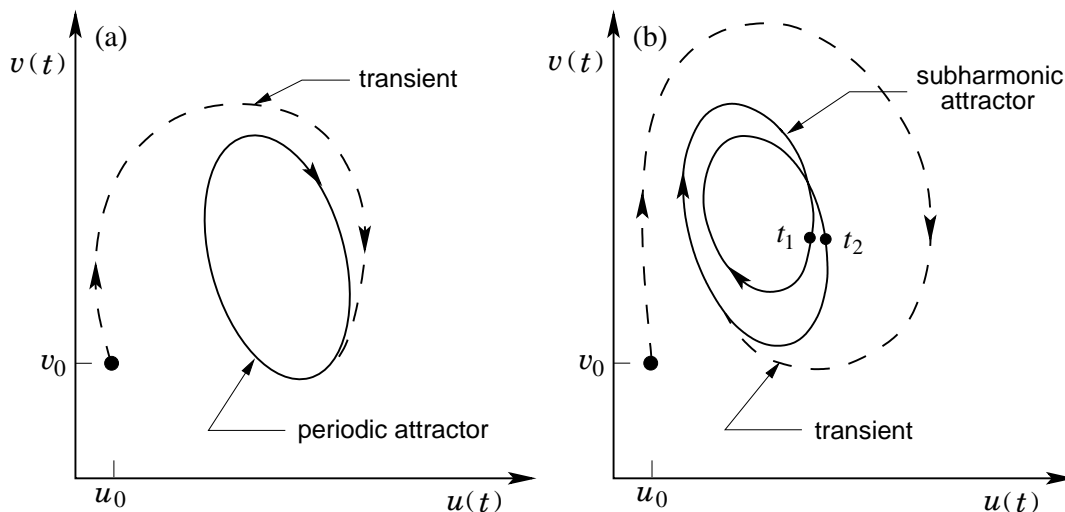 (a)
v(t)
transient
v₀
periodic attractor
u₀
u(t)
(b)
v(t)
subharmonic
attractor
t₁
t₂
v₀
transient
u₀
u(t)